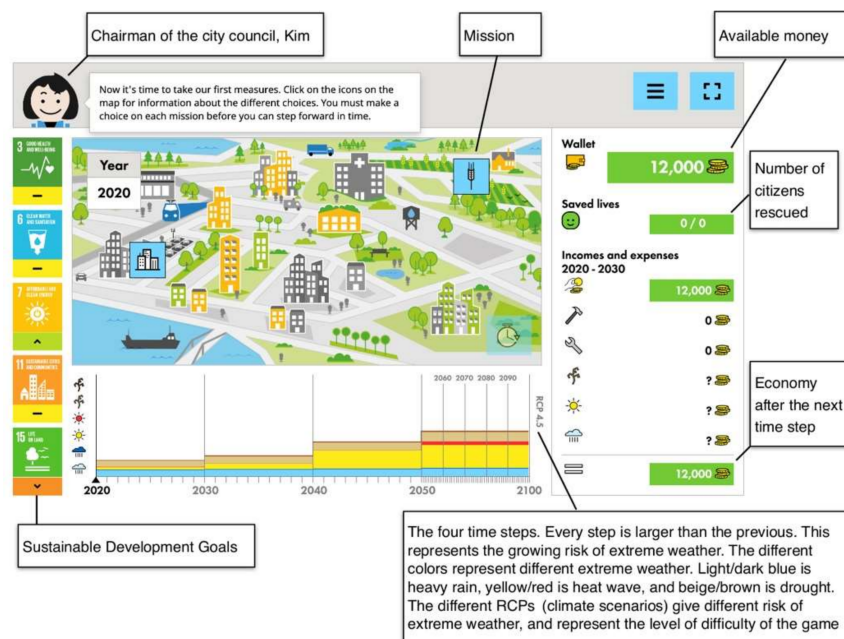 Chairman of the city council, Kim
Mission
Available money
Now it's time to take our first measures. Click on the icons on the
map for information about the different choices. You must make a
choice on each mission before you can step forward in time.
3 GOOD HEALTH
AND WELL-BEING
6 CLEAN WATER
AND SANITATION
7 AFFORDABLE AND
CLEAN ENERGY
11 SUSTAINABLE CITIES
AND COMMUNITIES
15 LIFE
ON LAND
Year
2020
Wallet
12,000
Saved lives
0 / 0
Number of
citizens
rescued
Incomes and expenses
2020 - 2030
12,000
0
0
?
?
?
12,000
Economy
after the next
time step
2060 2070 2080 2090
RCP 4.5
2020 2030 2040 2050 2100
Sustainable Development Goals
The four time steps. Every step is larger than the previous. This
represents the growing risk of extreme weather. The different
colors represent different extreme weather. Light/dark blue is
heavy rain, yellow/red is heat wave, and beige/brown is drought.
The different RCPs (climate scenarios) give different risk of
extreme weather, and represent the level of difficulty of the game